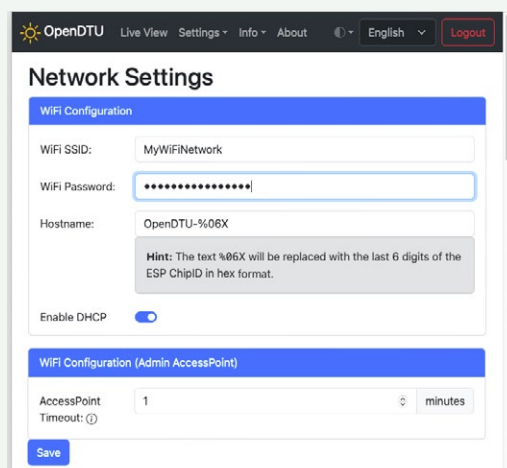 OpenDTU Live View Settings Info About English Logout
Network Settings
WiFi Configuration
WiFi SSID: MyWiFiNetwork
WiFi Password: ••••••••••••••••
Hostname: OpenDTU-%06X
Hint: The text %06X will be replaced with the last 6 digits of the
ESP ChipID in hex format.
Enable DHCP
WiFi Configuration (Admin AccessPoint)
AccessPoint 1 minutes
Timeout:
Save